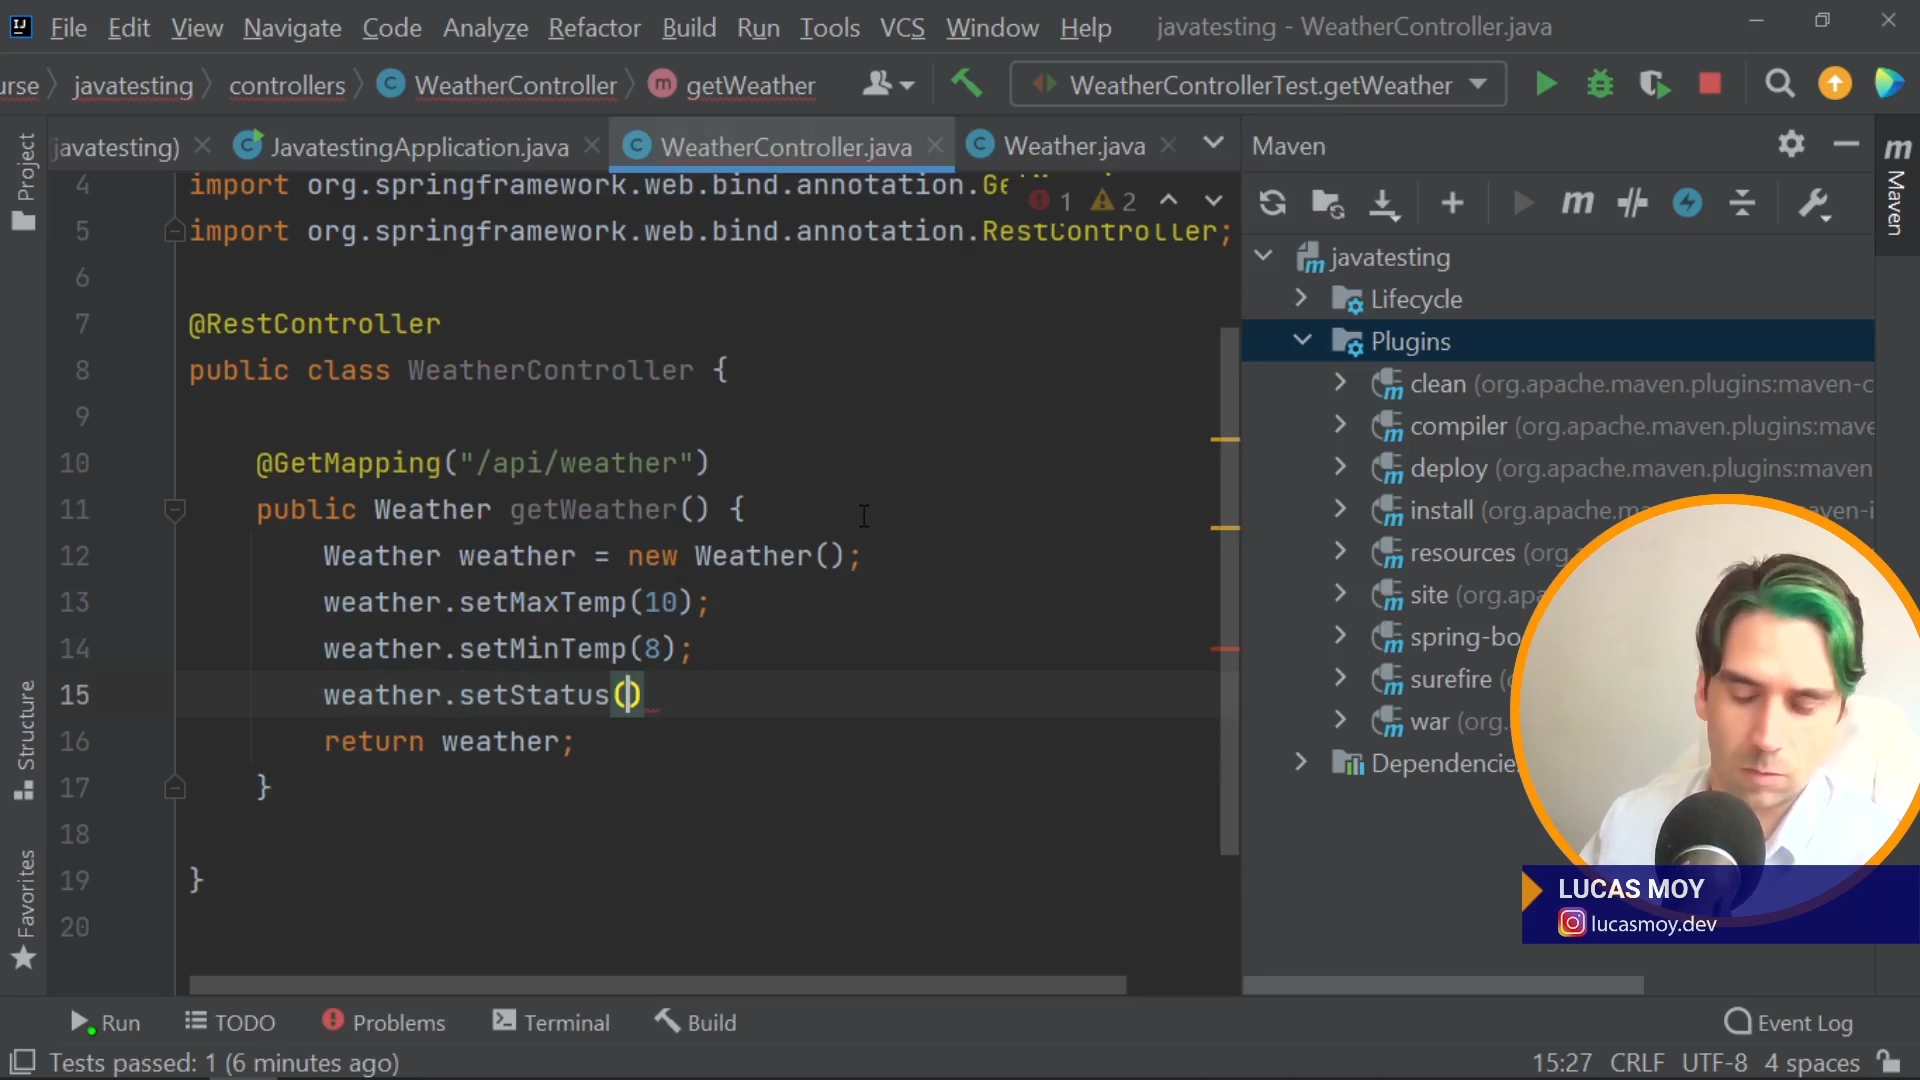 IJ File Edit View Navigate Code Analyze Refactor Build Run Tools VCS Window Help javatesting - WeatherController.java
urse javatesting controllers C WeatherController m getWeather WeatherControllerTest.getWeather
Project
javatesting) C JavatestingApplication.java C WeatherController.java C Weather.java Maven
m Maven
4 import org.springframework.web.bind.annotation.Ge 1 2
5 import org.springframework.web.bind.annotation.RestController;
6
7 @RestController
8 public class WeatherController {
9
10 @GetMapping("/api/weather")
11 public Weather getWeather() {
12 Weather weather = new Weather();
13 weather.setMaxTemp(10);
14 weather.setMinTemp(8);
15 weather.setStatus()
16 return weather;
17 }
18
19 }
20
javatesting
Lifecycle
Plugins
clean (org.apache.maven.plugins:maven-c
compiler (org.apache.maven.plugins:mave
deploy (org.apache.maven.plugins:maven
install (org.apache.maven.plugins:maven-i
resources (org
site (org.apa
spring-bo
surefire (
war (org.
Dependencie
Structure
Favorites
LUCAS MOY
lucasmoy.dev
Run TODO Problems Terminal Build Event Log
Tests passed: 1 (6 minutes ago) 15:27 CRLF UTF-8 4 spaces